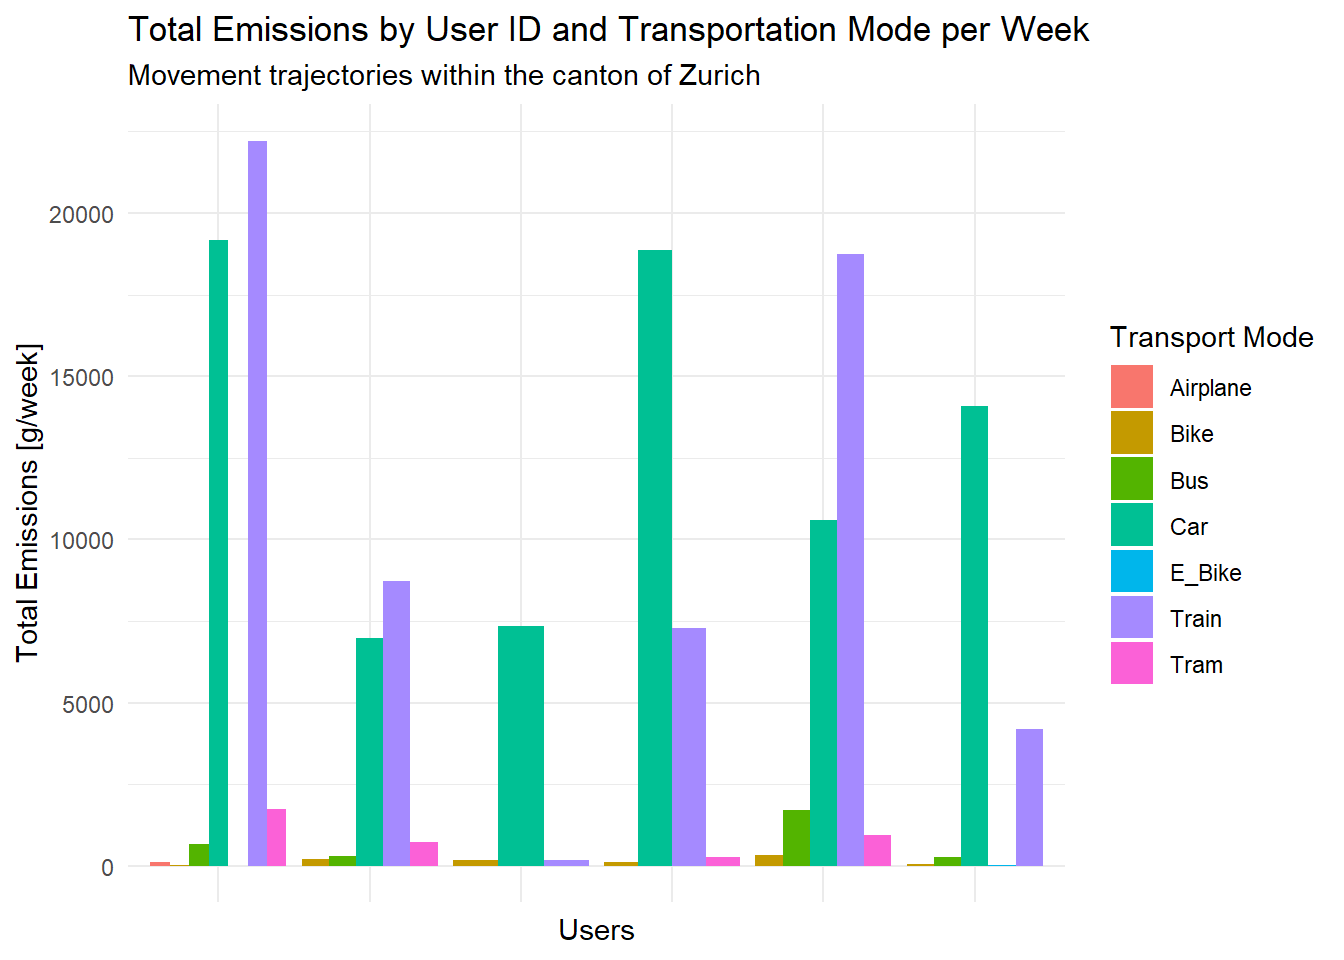 Total Emissions by User ID and Transportation Mode per Week
Movement trajectories within the canton of Zurich
Total Emissions [g/week]
20000
15000
10000
5000
0
Users
Transport Mode
Airplane
Bike
Bus
Car
E_Bike
Train
Tram